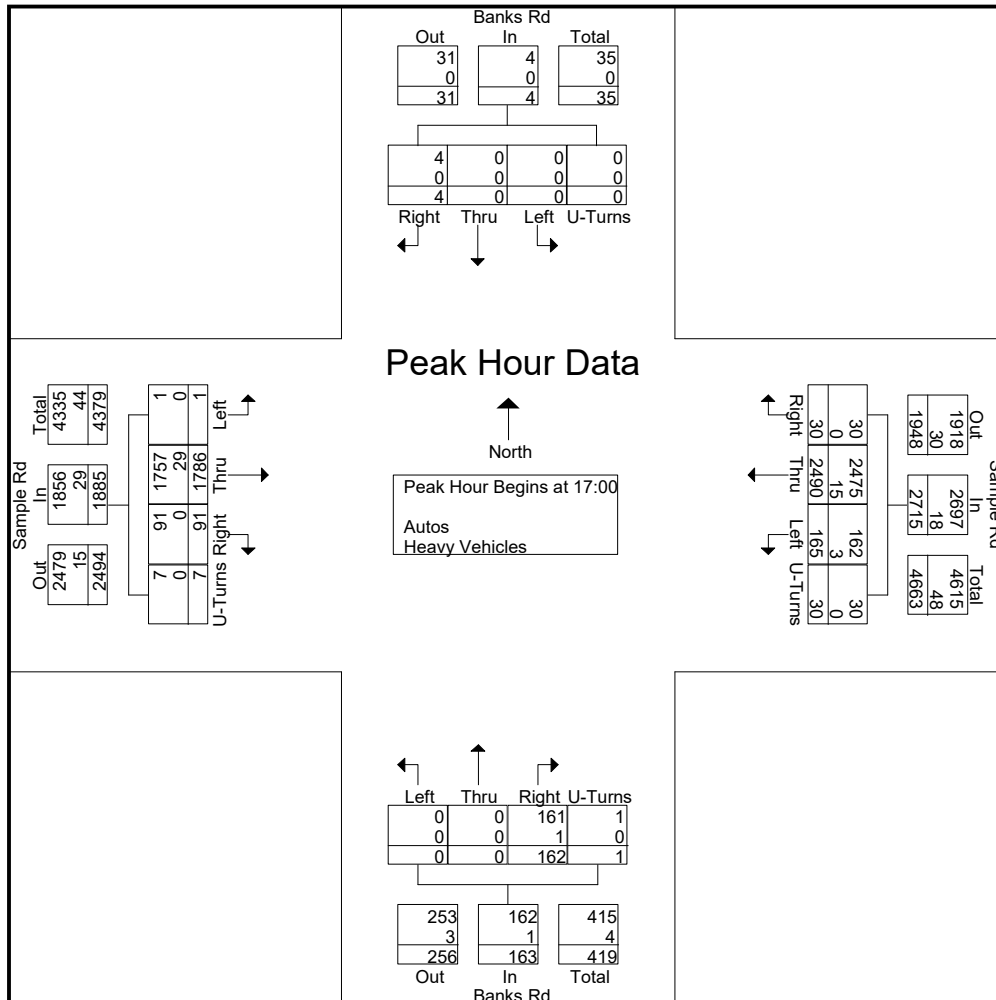 Banks Rd
Out In Total
31 4 35
0 0 0
31 4 35
4 0 0 0
0 0 0 0
4 0 0 0
Right Thru Left U-Turns
Peak Hour Data
North
Peak Hour Begins at 17:00
Autos
Heavy Vehicles
Sample Rd
Total In Out
4335 1856 2479
44 29 15
4379 1885 2494
1 1757 91 7
0 29 0 0
1 1786 91 7
Left Thru Right U-Turns
Sample Rd
Out In Total
1918 2697 4615
30 18 48
1948 2715 4663
30 2475 162 30
0 15 3 0
30 2490 165 30
Right Thru Left U-Turns
Left Thru Right U-Turns
0 0 161 1
0 0 1 0
0 0 162 1
253 162 415
3 1 4
256 163 419
Out In Total
Banks Rd